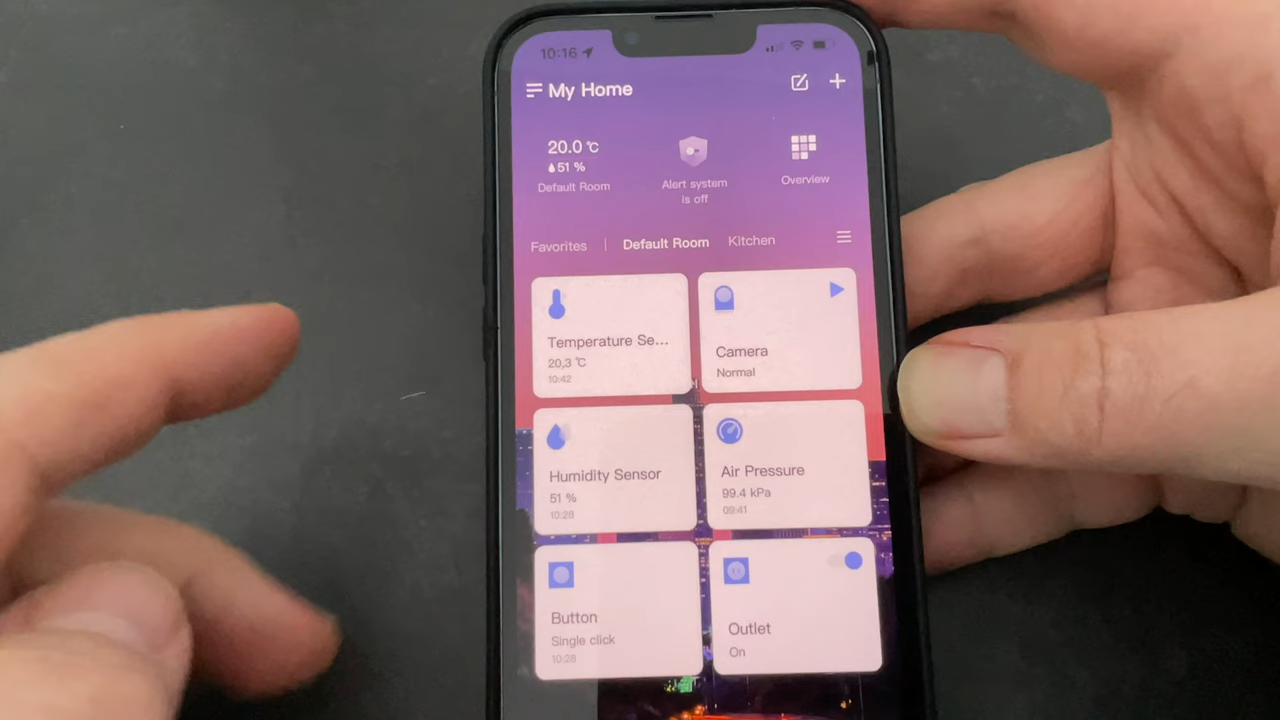 10:16
My Home
20.0 ℃
51 %
Default Room
Alert system
is off
Overview
Favorites | Default Room Kitchen
Temperature Se...
20,3 ℃
10:42
Camera
Normal
Humidity Sensor
51 %
10:28
Air Pressure
99.4 kPa
09:41
Button
Single click
10:28
Outlet
On